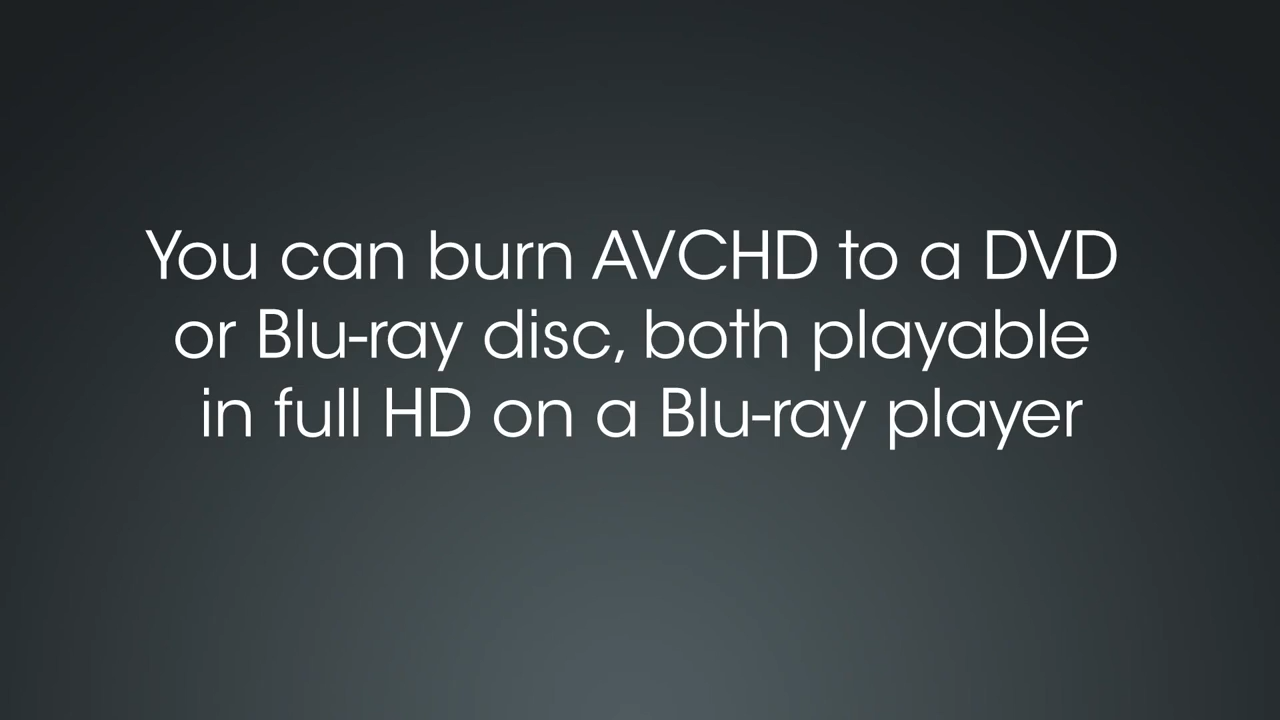 You can burn AVCHD to a DVD
or Blu-ray disc, both playable
in full HD on a Blu-ray player